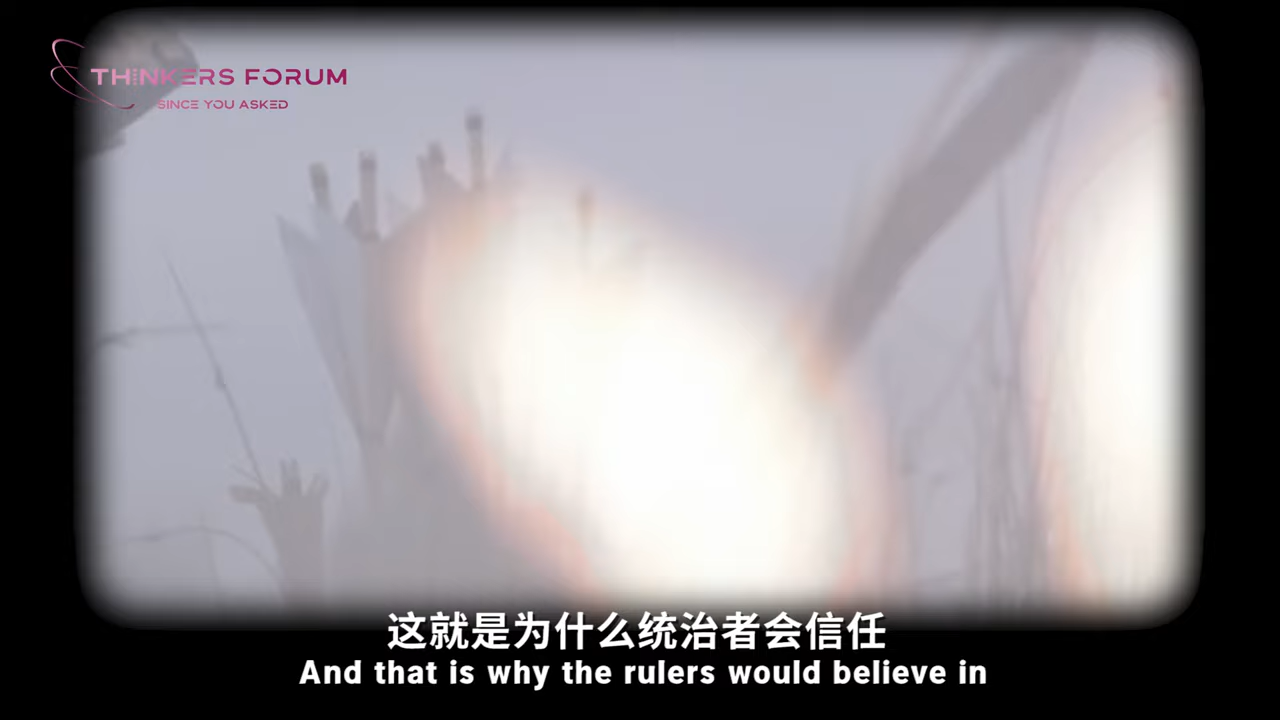 THINKERS FORUM
SINCE YOU ASKED
这就是为什么统治者会信任
And that is why the rulers would believe in